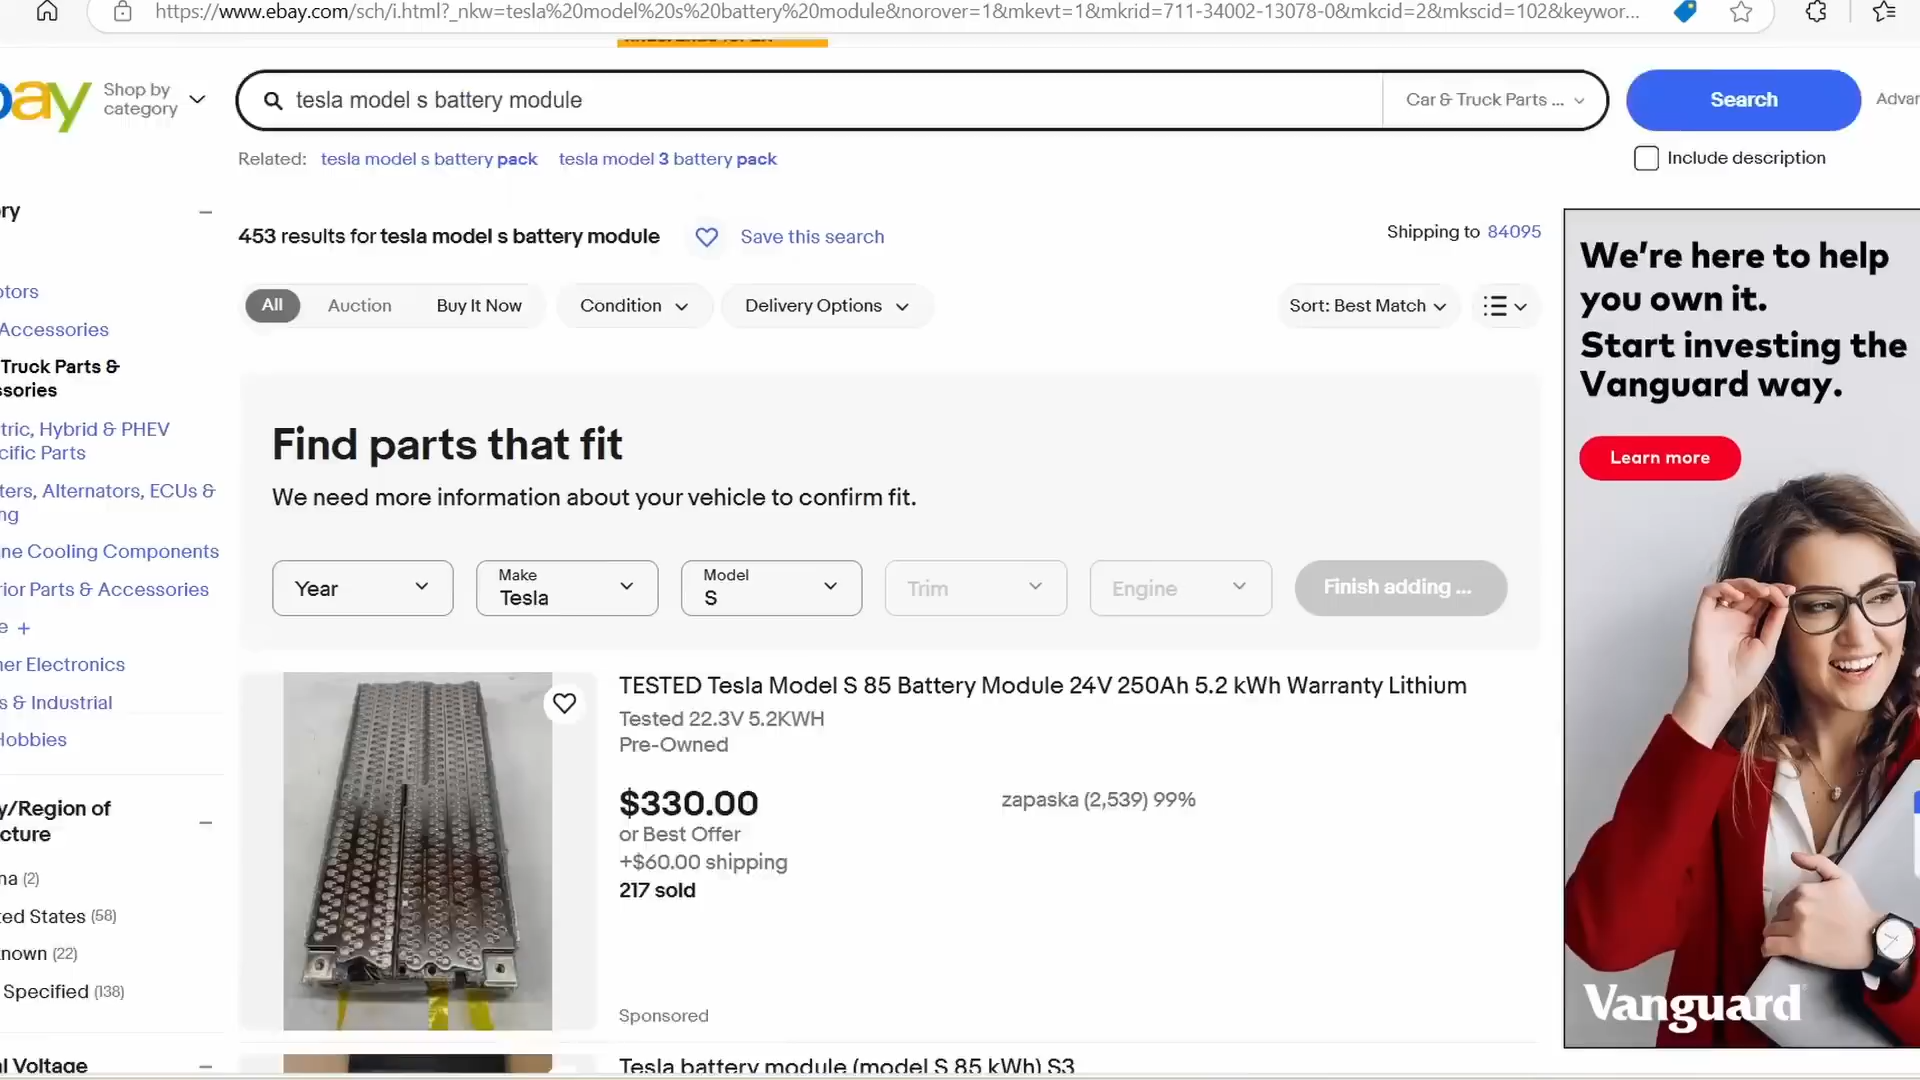 https://www.ebay.com/sch/i.html?_nkw=tesla%20model%20s%20battery%20module&norover=1&mkevt=1&mkrid=711-34002-13078-0&mkcid=2&mkscid=102&keywor...
bay
Shop by category
tesla model s battery module
Car & Truck Parts ...
Search
Advar
Related: tesla model s battery pack tesla model 3 battery pack
Include description
ry
otors
Accessories
Truck Parts &
ssories
tric, Hybrid & PHEV
cific Parts
ters, Alternators, ECUs &
ng
ne Cooling Components
rior Parts & Accessories
e +
ner Electronics
s & Industrial
Hobbies
y/Region of
cture
na (2)
ted States (58)
nown (22)
Specified (138)
l Voltage
453 results for tesla model s battery module
Save this search
Shipping to 84095
All Auction Buy It Now Condition Delivery Options
Sort: Best Match
Find parts that fit
We need more information about your vehicle to confirm fit.
Year
Make
Tesla
Model
S
Trim
Engine
Finish adding ...
TESTED Tesla Model S 85 Battery Module 24V 250Ah 5.2 kWh Warranty Lithium
Tested 22.3V 5.2KWH
Pre-Owned
$330.00
or Best Offer
+$60.00 shipping
217 sold
zapaska (2,539) 99%
Sponsored
Tesla battery module (model S 85 kWh) S3
We're here to help
you own it.
Start investing the
Vanguard way.
Learn more
Vanguard